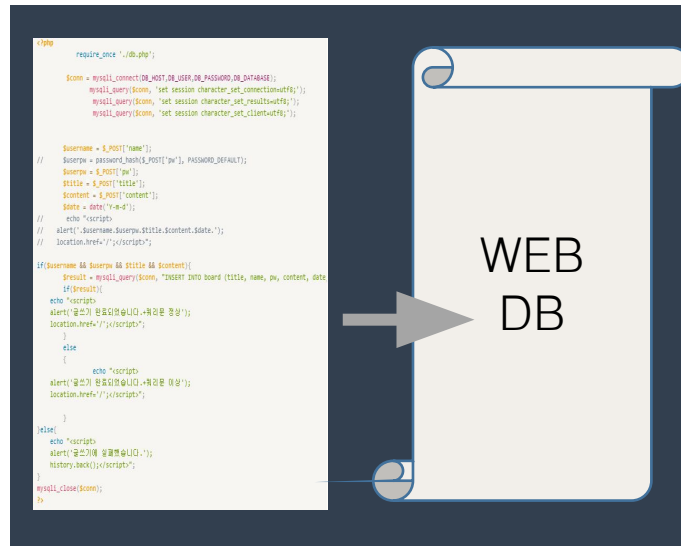 <?php
require_once './db.php';
$conn = mysqli_connect(DB_HOST,DB_USER,DB_PASSWORD,DB_DATABASE);
mysqli_query($conn, 'set session character_set_connection=utf8;');
mysqli_query($conn, 'set session character_set_results=utf8;');
mysqli_query($conn, 'set session character_set_client=utf8;');
$username = $_POST['name'];
// $userpw = password_hash($_POST['pw'], PASSWORD_DEFAULT);
$userpw = $_POST['pw'];
$title = $_POST['title'];
$content = $_POST['content'];
$date = date('Y-m-d');
// echo "<script>
// alert('.$username.$userpw.$title.$content.$date.');
// location.href='/';</script>";
if($username && $userpw && $title && $content){
$result = mysqli_query($conn, "INSERT INTO board (title, name, pw, content, date
if($result){
echo "<script>
alert('글쓰기 완료되었습니다.+쿼리문 정상');
location.href='/';</script>";
}
else
{
echo "<script>
alert('글쓰기 완료되었습니다.+쿼리문 이상');
location.href='/';</script>";
}
}else{
echo "<script>
alert('글쓰기에 실패했습니다.');
history.back();</script>";
}
mysqli_close($conn);
?>
WEB
DB